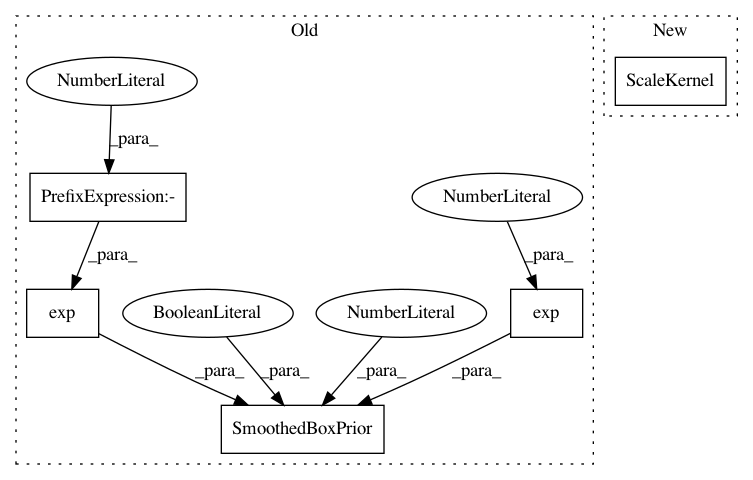 Old
New
NumberLiteral
ScaleKernel
_para_
PrefixExpression:-
NumberLiteral
_para_
_para_
exp
BooleanLiteral
NumberLiteral
exp
_para_
_para_
_para_
_para_
SmoothedBoxPrior